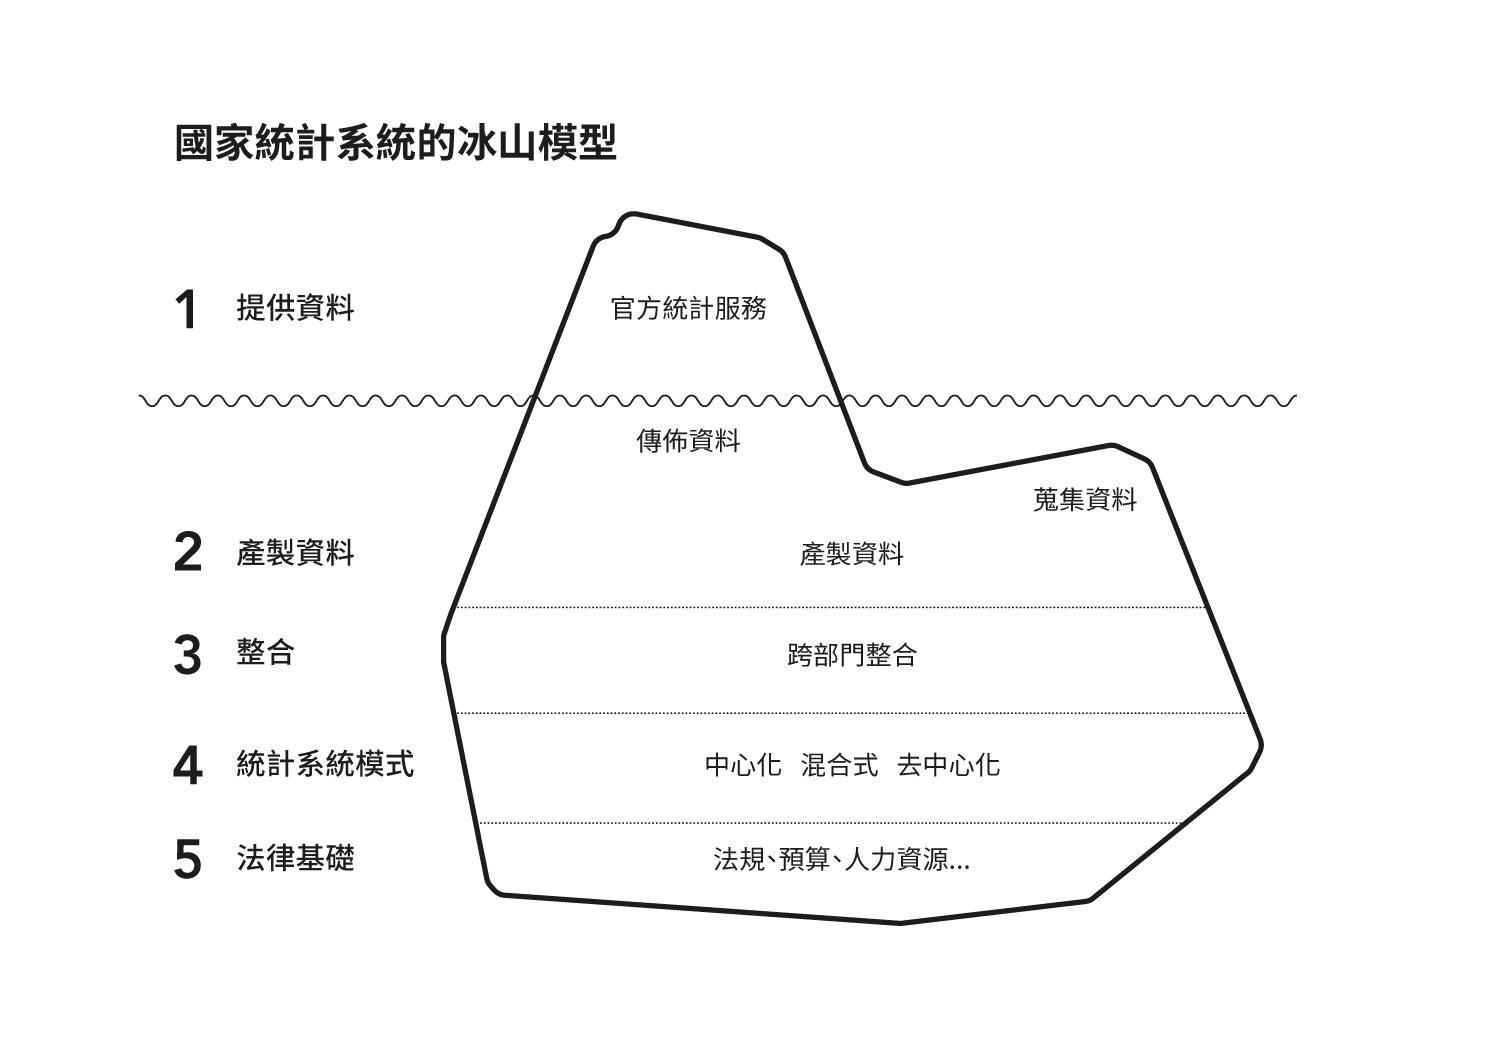 國家統計系統的冰山模型
1 提供資料
官方統計服務
傳佈資料
蒐集資料
2 產製資料
產製資料
3 整合
跨部門整合
4 統計系統模式
中心化 混合式 去中心化
5 法律基礎
法規、預算、人力資源...